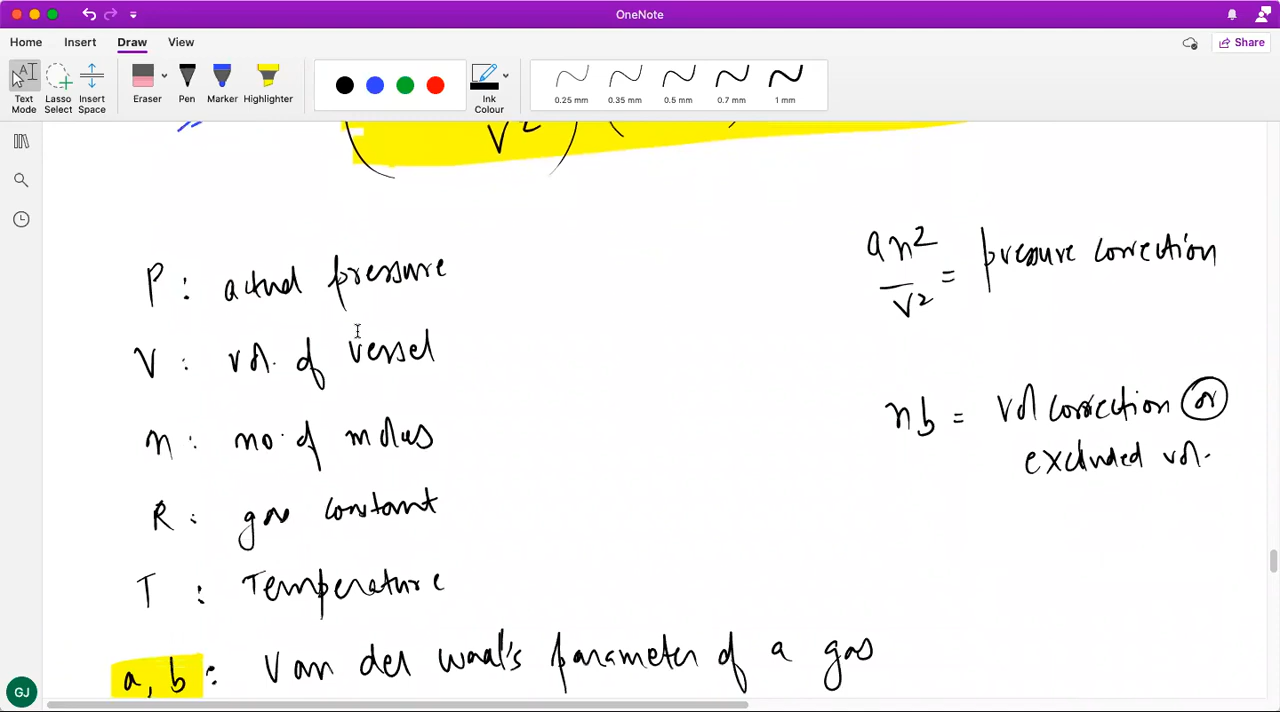 OneNote
Home Insert Draw View
Share
Text Mode
Lasso Select
Insert Space
Eraser
Pen
Marker
Highlighter
Ink Colour
0.25 mm
0.35 mm
0.5 mm
0.7 mm
1 mm
V²
P : actual pressure
V : vol. of vessel
n : no. of moles
R : gas constant
T : Temperature
a, b : Van der waal's parameter of a gas
an²/V² = pressure correction
nb = vol correction or
excluded vol.
GJ